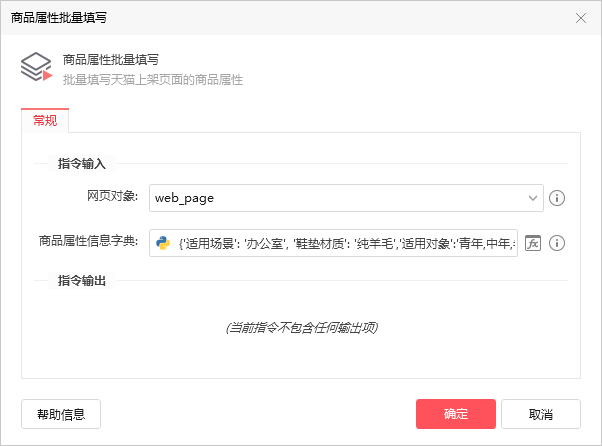 商品属性批量填写
商品属性批量填写
批量填写天猫上架页面的商品属性
常规
指令输入
网页对象: web_page
商品属性信息字典: {'适用场景': '办公室', '鞋垫材质': '纯羊毛','适用对象':'青年,中年,
fx
指令输出
(当前指令不包含任何输出项)
帮助信息 确定 取消